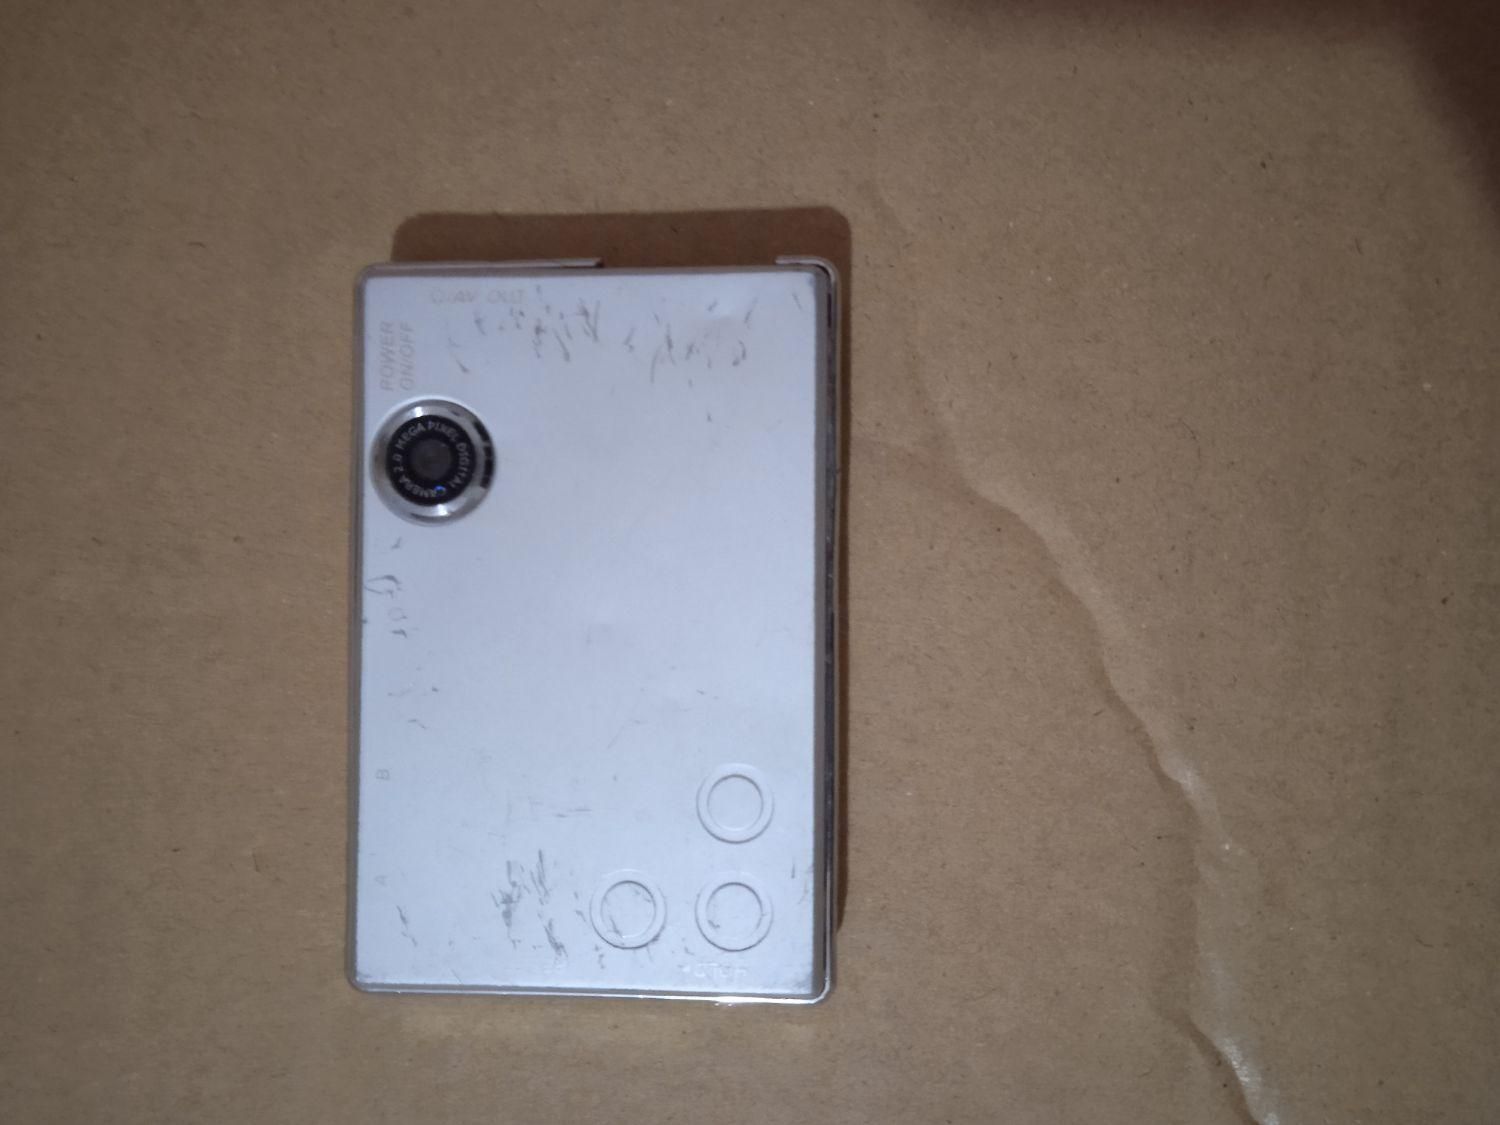 /AV OUT
POWER
ON/OFF
2.0 MEGA PIXEL DIGITAL CAMERA
B
A